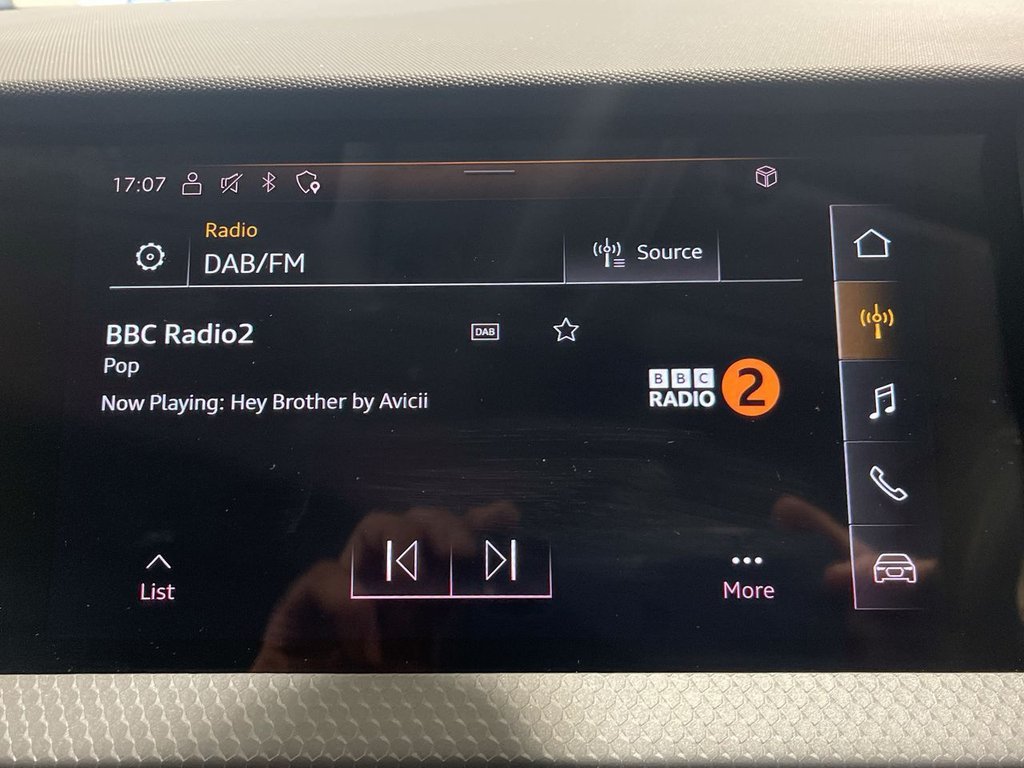 17:07
Radio
DAB/FM
Source
BBC Radio2
DAB
Pop
Now Playing: Hey Brother by Avicii
BBC
RADIO 2
List
More